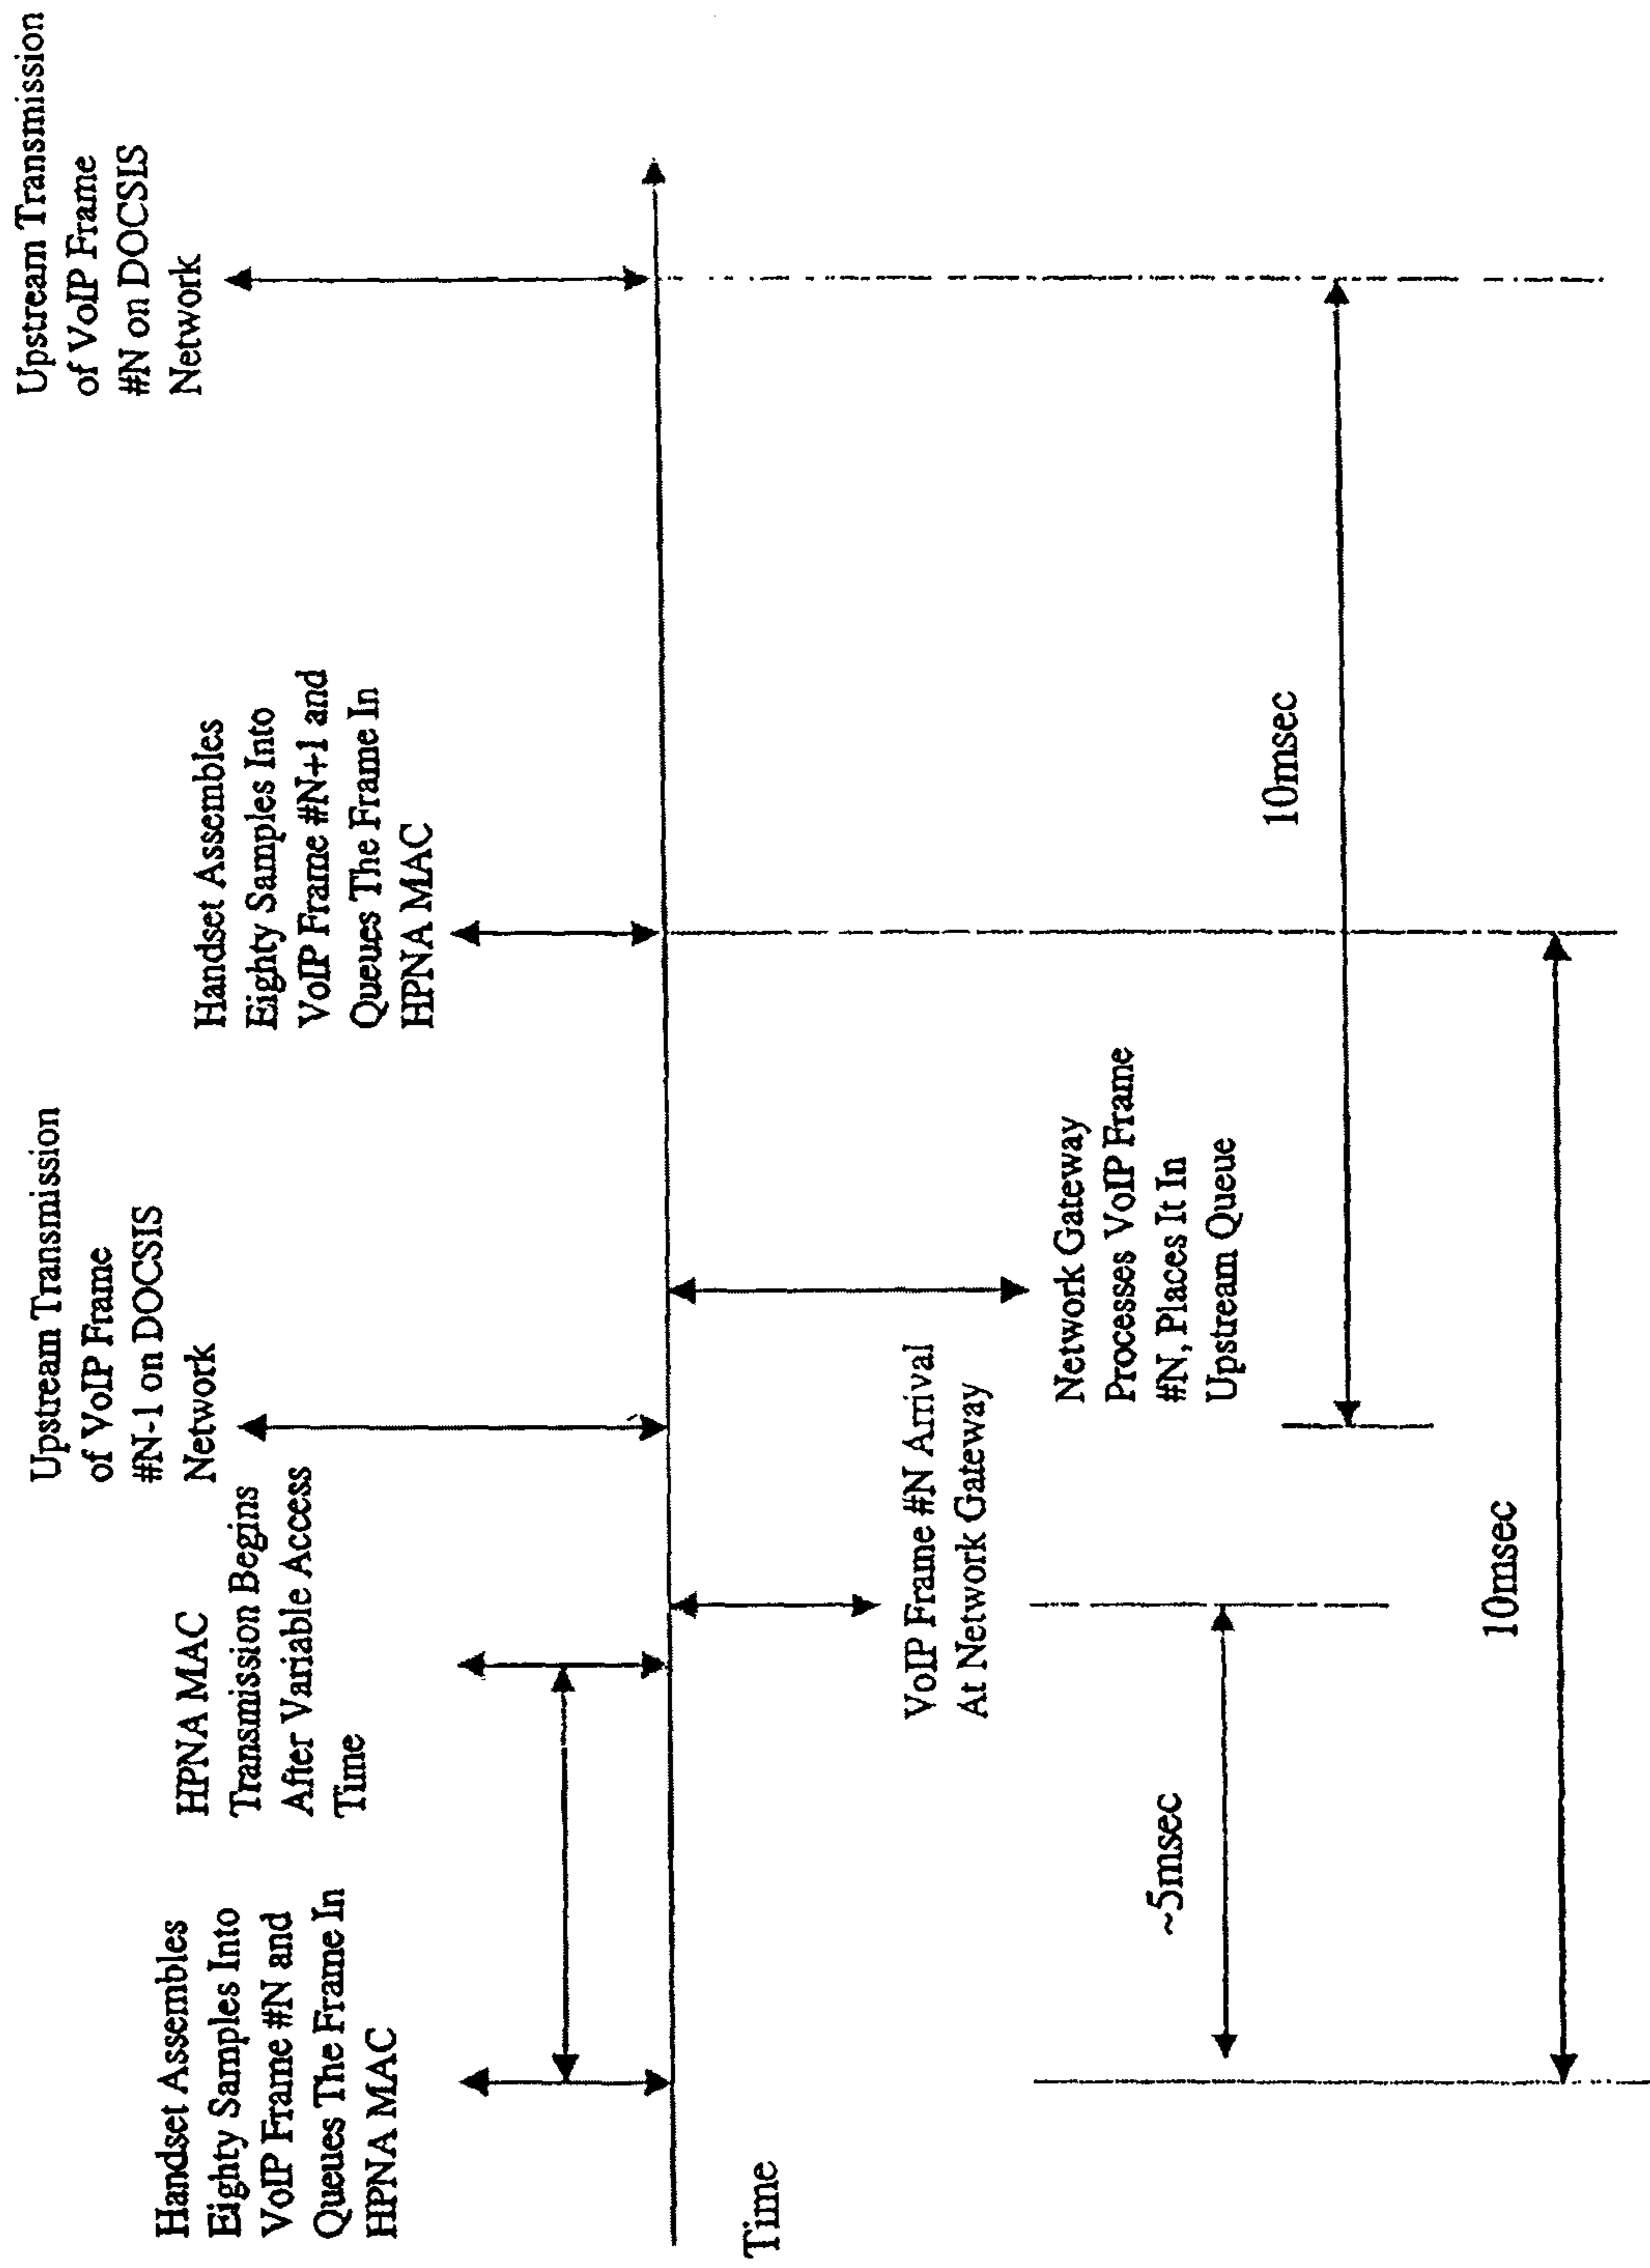 Handset Assembles
Eighty Samples Into
VoIP Frame #N and
Queues The Frame In
HPNA MAC
HPNA MAC
Transmission Begins
After Variable Access
Time
Upstream Transmission
of VoIP Frame
#N-1 on DOCSIS
Network
Handset Assembles
Eighty Samples Into
VoIP Frame #N+1 and
Queues The Frame In
HPNA MAC
Upstream Transmission
of VoIP Frame
#N on DOCSIS
Network
Time
VoIP Frame #N Arrival
At Network Gateway
Network Gateway
Processes VoIP Frame
#N, Places It In
Upstream Queue
~5msec
10msec
10msec